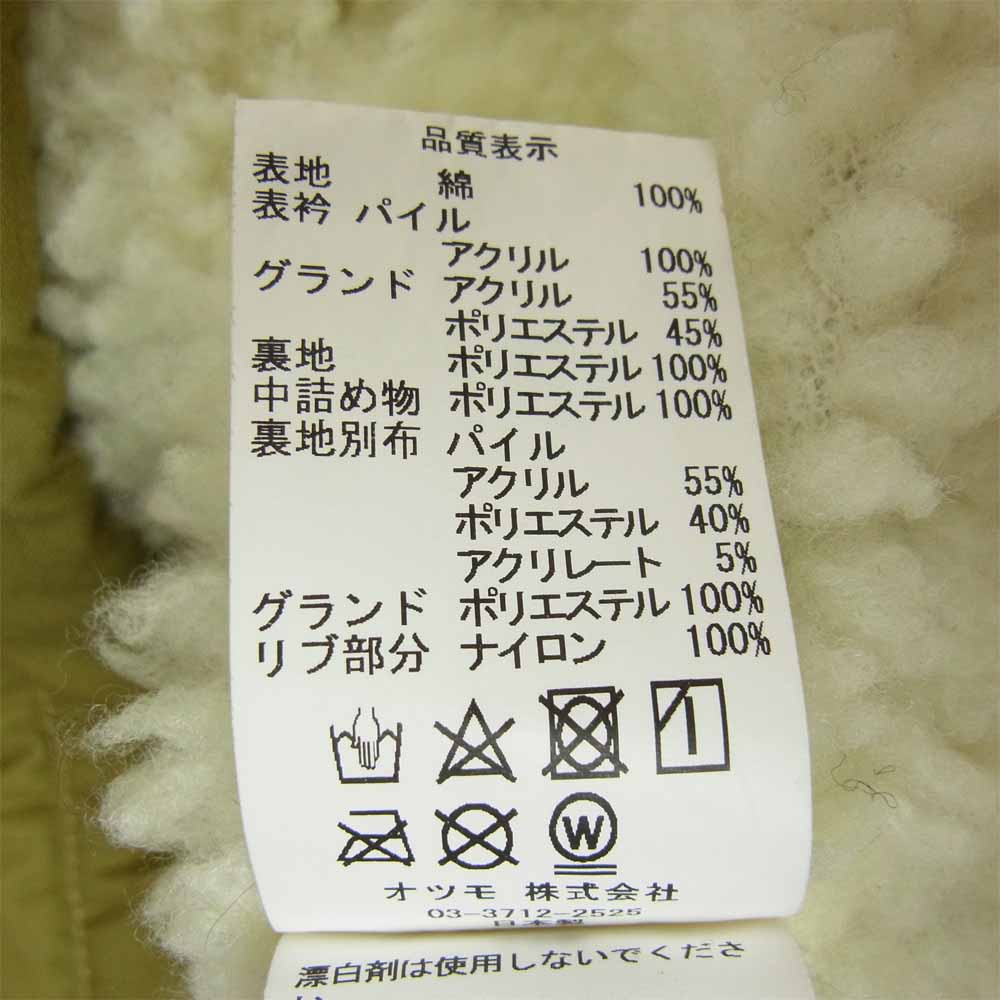 品質表示
表地 綿 100%
表衿 パイル
アクリル 100%
グランド アクリル 55%
ポリエステル 45%
裏地 ポリエステル 100%
中詰め物 ポリエステル 100%
裏地別布 パイル
アクリル 55%
ポリエステル 40%
アクリレート 5%
グランド ポリエステル 100%
リブ部分 ナイロン 100%
W
オツモ 株式会社
03-3712-2525
日本製
漂白剤は使用しないでくださ